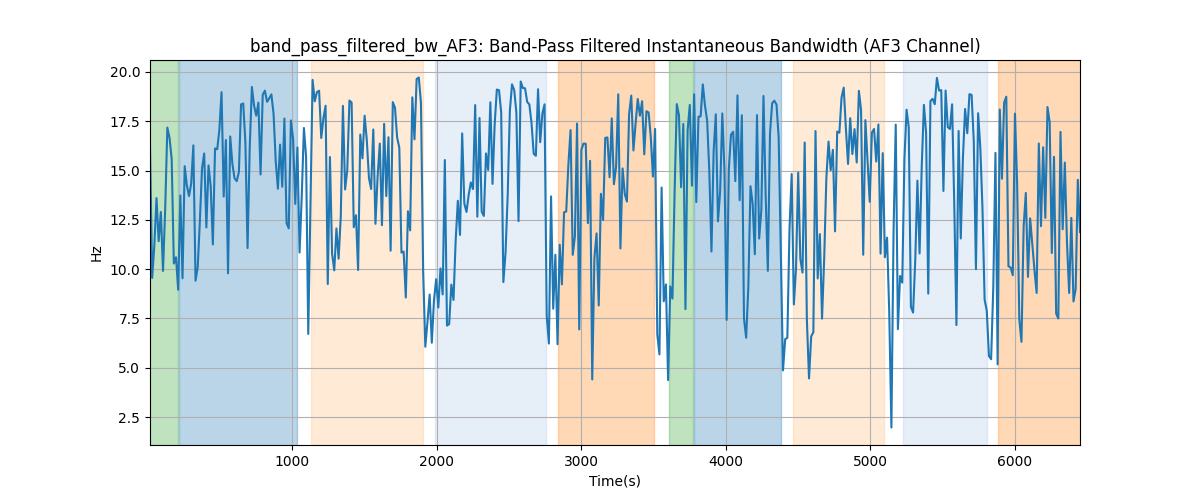 band_pass_filtered_bw_AF3: Band-Pass Filtered Instantaneous Bandwidth (AF3 Channel)
20.0
17.5
15.0
12.5
10.0
7.5
5.0
2.5
Hz
1000 2000 3000 4000 5000 6000
Time(s)